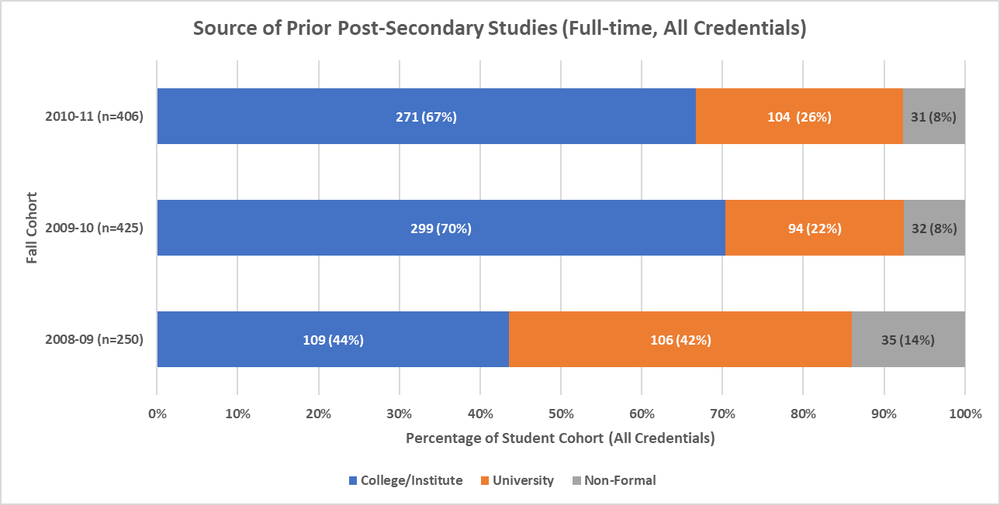 Source of Prior Post-Secondary Studies (Full-time, All Credentials)
2010-11 (n=406)
271 (67%)
104  (26%)
31 (8%)
Fall Cohort
2009-10 (n=425)
299 (70%)
94 (22%)
32 (8%)
2008-09 (n=250)
109 (44%)
106 (42%)
35 (14%)
0% 10% 20% 30% 40% 50% 60% 70% 80% 90% 100%
Percentage of Student Cohort (All Credentials)
College/Institute University Non-Formal